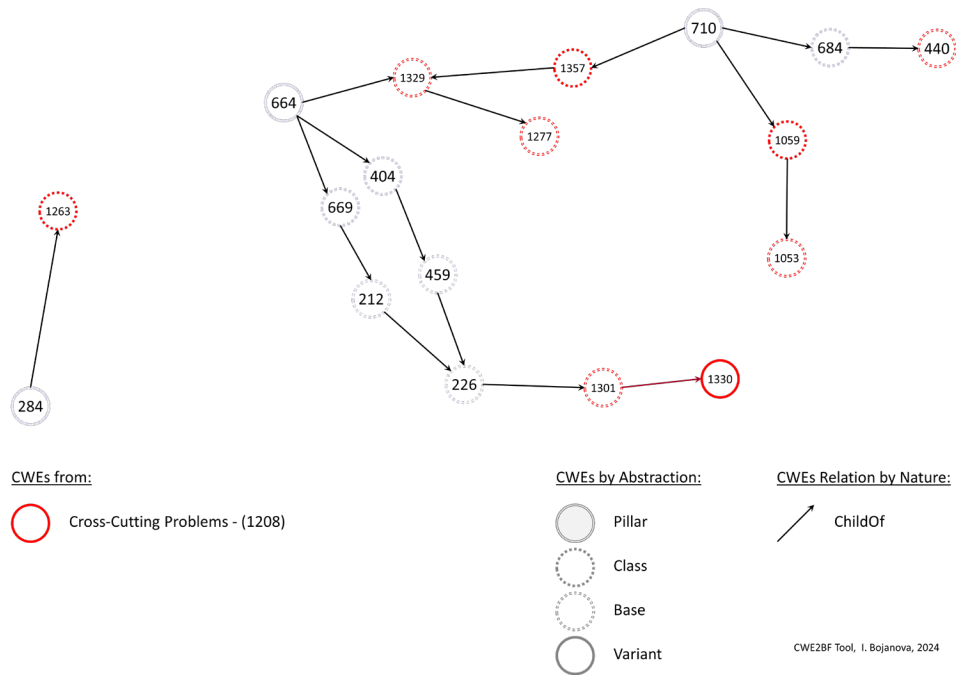 710
684
440
1357
1329
664
1277
1059
404
669
1263
1053
459
212
226
1301
1330
284
CWEs from:
Cross-Cutting Problems - (1208)
CWEs by Abstraction:
Pillar
Class
Base
Variant
CWEs Relation by Nature:
ChildOf
CWE2BF Tool, I. Bojanova, 2024